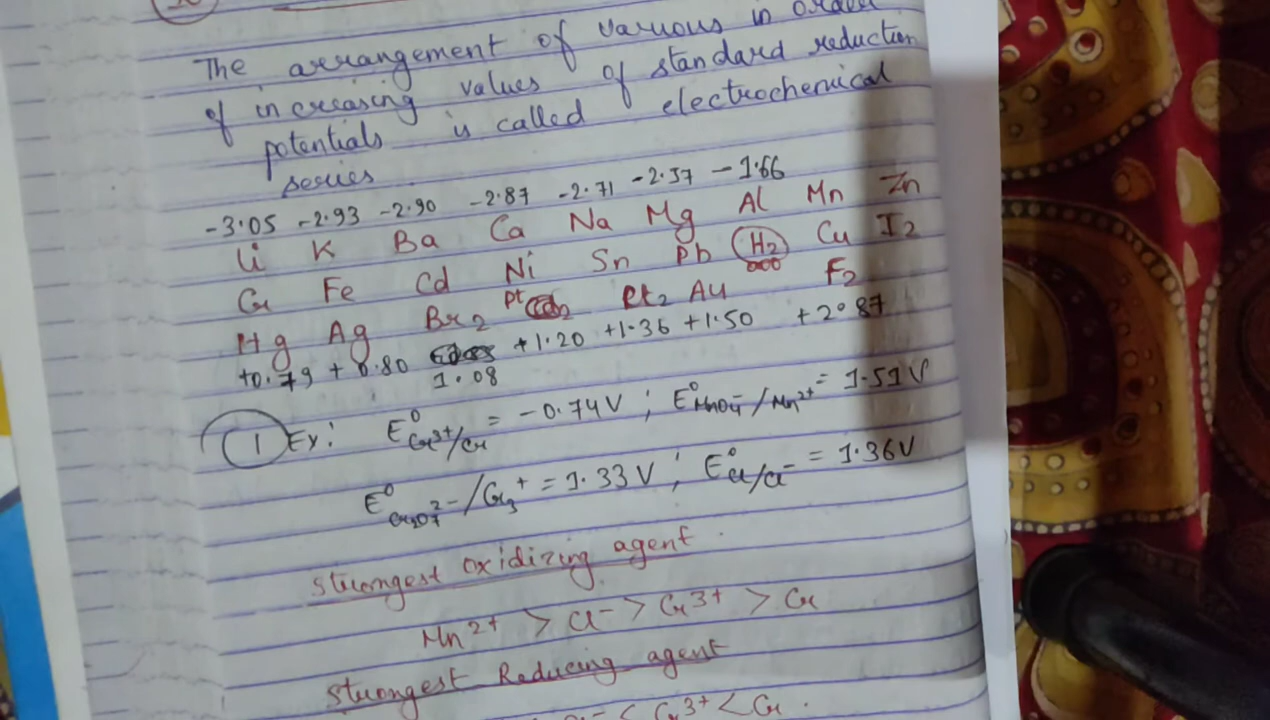 The arrangement of various in order
of increasing values of standard reduction
potentials is called electrochemical
series
-3.05 -2.93 -2.90 -2.87 -2.71 -2.37 -1.66
Li K Ba Ca Na Mg Al Mn Zn
Cr Fe Cd Ni Sn Pb H₂ Cu I₂
Hg Ag Br₂ Pt Au F₂
+0.79 +0.80 1.08 +1.20 +1.36 +1.50 +2.87
1 Ex: E°Cr³⁺/Cr = -0.74V ; E°MnO₄⁻/Mn²⁺ = 1.51V
E°Cr₂O₇²⁻/Cr₃⁺ = 1.33V ; E°Cl/Cl⁻ = 1.36V
strongest oxidizing agent.
Mn²⁺ > Cl⁻ > Cr³⁺ > Cr
strongest Reducing agent
< Cr³⁺ < Cr.